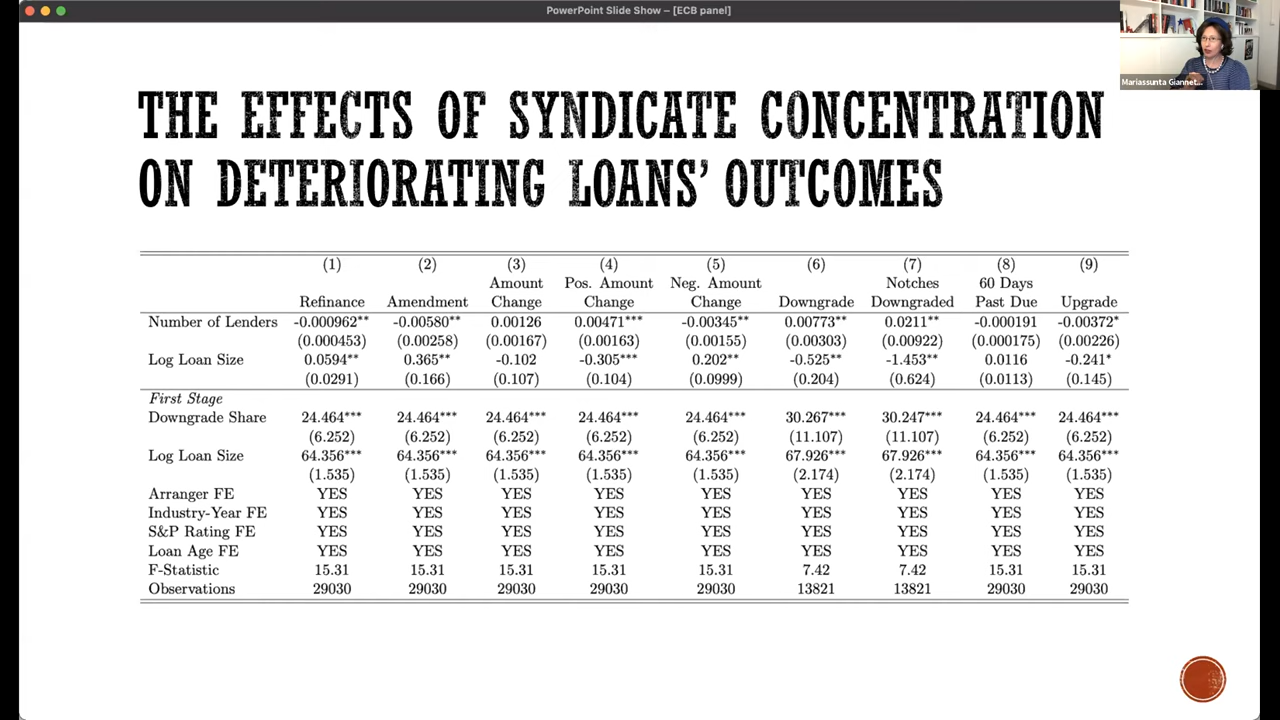 PowerPoint Slide Show – [ECB panel]
Mariassunta Giannet...
THE EFFECTS OF SYNDICATE CONCENTRATION
ON DETERIORATING LOANS' OUTCOMES
(1) (2) (3) (4) (5) (6) (7) (8) (9)
Amount Pos. Amount Neg. Amount Notches 60 Days
Refinance Amendment Change Change Change Downgrade Downgraded Past Due Upgrade
Number of Lenders -0.000962** -0.00580** 0.00126 0.00471*** -0.00345** 0.00773** 0.0211** -0.000191 -0.00372*
(0.000453) (0.00258) (0.00167) (0.00163) (0.00155) (0.00303) (0.00922) (0.000175) (0.00226)
Log Loan Size 0.0594** 0.365** -0.102 -0.305*** 0.202** -0.525** -1.453** 0.0116 -0.241*
(0.0291) (0.166) (0.107) (0.104) (0.0999) (0.204) (0.624) (0.0113) (0.145)
First Stage
Downgrade Share 24.464*** 24.464*** 24.464*** 24.464*** 24.464*** 30.267*** 30.247*** 24.464*** 24.464***
(6.252) (6.252) (6.252) (6.252) (6.252) (11.107) (11.107) (6.252) (6.252)
Log Loan Size 64.356*** 64.356*** 64.356*** 64.356*** 64.356*** 67.926*** 67.926*** 64.356*** 64.356***
(1.535) (1.535) (1.535) (1.535) (1.535) (2.174) (2.174) (1.535) (1.535)
Arranger FE YES YES YES YES YES YES YES YES YES
Industry-Year FE YES YES YES YES YES YES YES YES YES
S&P Rating FE YES YES YES YES YES YES YES YES YES
Loan Age FE YES YES YES YES YES YES YES YES YES
F-Statistic 15.31 15.31 15.31 15.31 15.31 7.42 7.42 15.31 15.31
Observations 29030 29030 29030 29030 29030 13821 13821 29030 29030